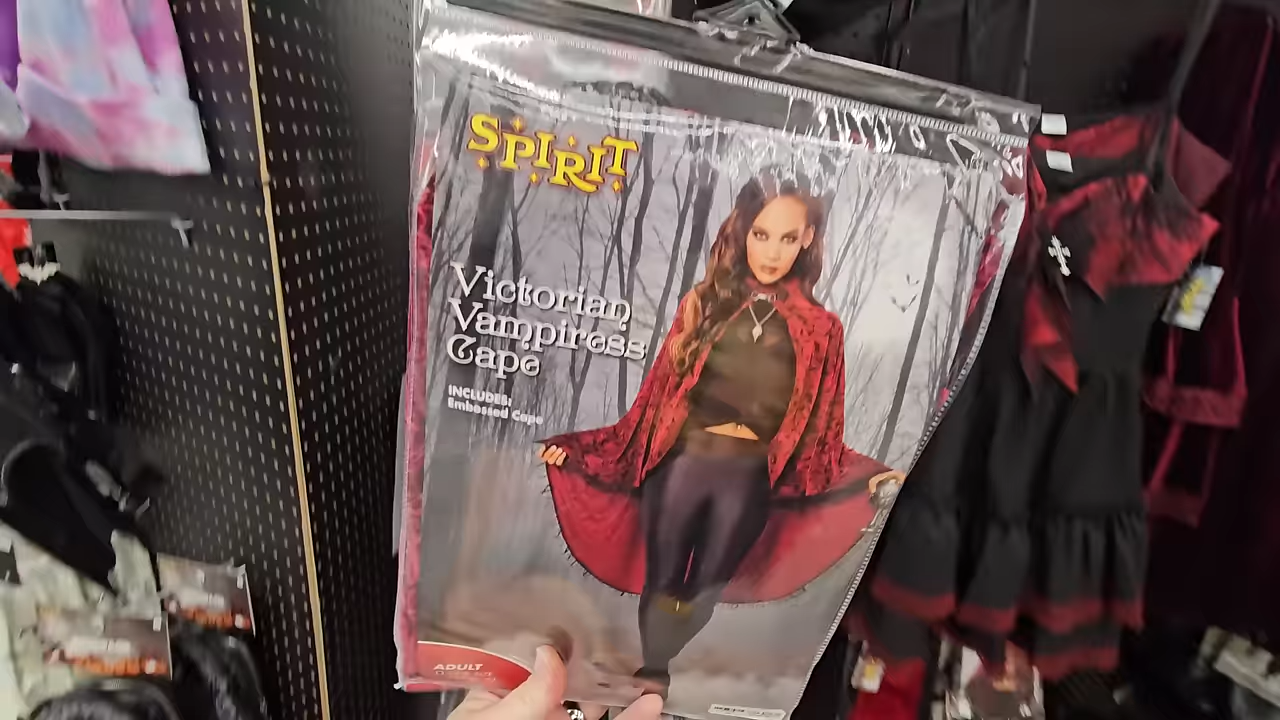 SPIRIT
Victorian
Vampiress
Cape
INCLUDES:
Embossed Cape
ADULT